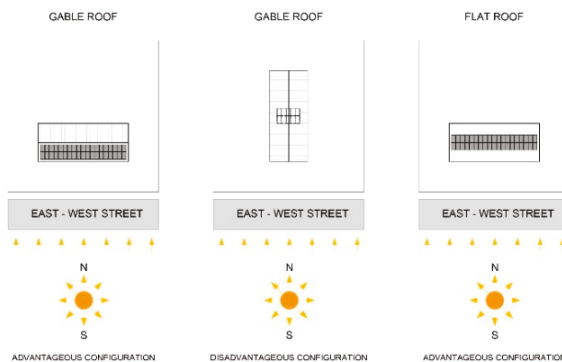 GABLE ROOF
GABLE ROOF
FLAT ROOF
EAST - WEST STREET
EAST - WEST STREET
EAST - WEST STREET
N
N
N
S
S
S
ADVANTAGEOUS CONFIGURATION
DISADVANTAGEOUS CONFIGURATION
ADVANTAGEOUS CONFIGURATION